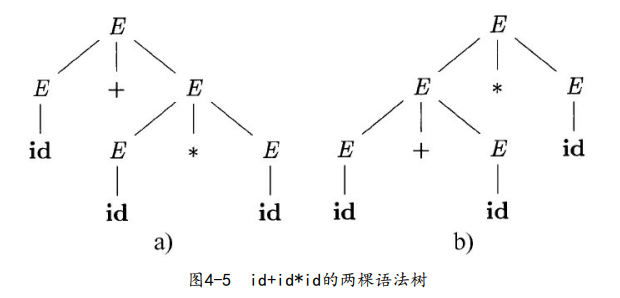 E E
E + E E * E
id E * E E + E id
id id id id
a) b)
图4-5 id+id*id的两棵语法树